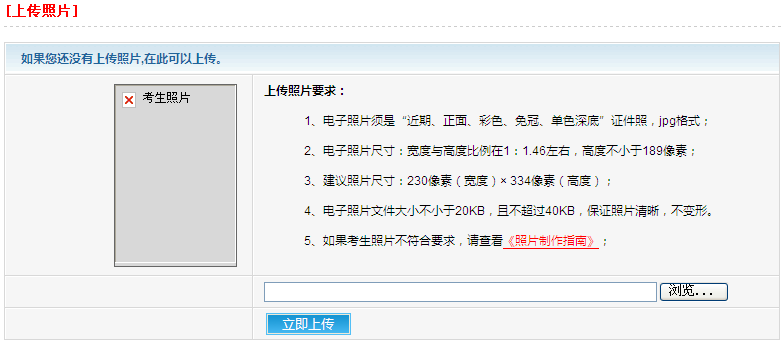 [上传照片]
如果您还没有上传照片,在此可以上传。
考生照片
上传照片要求：
1、电子照片须是“近期、正面、彩色、免冠、单色深底”证件照，jpg格式；
2、电子照片尺寸：宽度与高度比例在1：1.46左右，高度不小于189像素；
3、建议照片尺寸：230像素（宽度）× 334像素（高度）；
4、电子照片文件大小不小于20KB，且不超过40KB，保证照片清晰，不变形。
5、如果考生照片不符合要求，请查看《照片制作指南》；
浏览...
立即上传